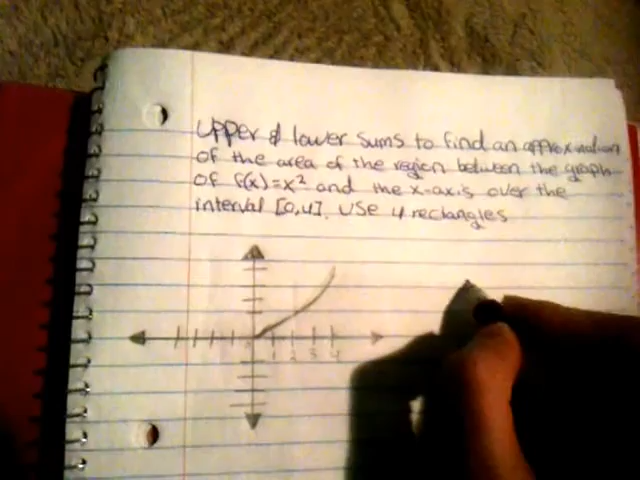 Upper & lower sums to find an approximation
of the area of the region between the graph
of f(x)=x² and the x-axis over the
interval [0,4]. Use 4 rectangles
1 2 3 4